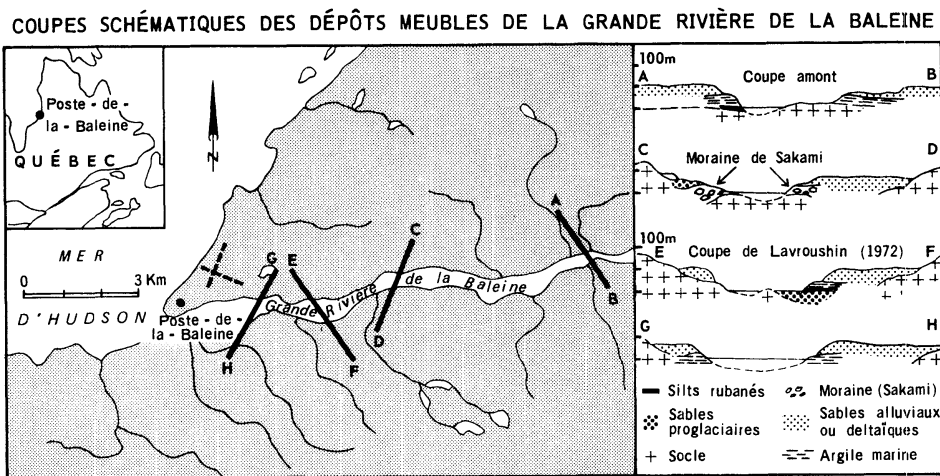 COUPES SCHÉMATIQUES DES DÉPÔTS MEUBLES DE LA GRANDE RIVIÈRE DE LA BALEINE
Poste-de-
la-Baleine
QUÉBEC
N
MER
0 3 Km
D'HUDSON
Poste-de-
la-Baleine
Grande Rivière de la Baleine
A
B
C
D
E
F
G
H
100m
A Coupe amont B
C Moraine de Sakami D
100m
E Coupe de Lavroushin (1972) F
G H
Silts rubanés
Moraine (Sakami)
Sables
proglaciaires
Sables alluviaux
ou deltaïques
+ Socle
Argile marine